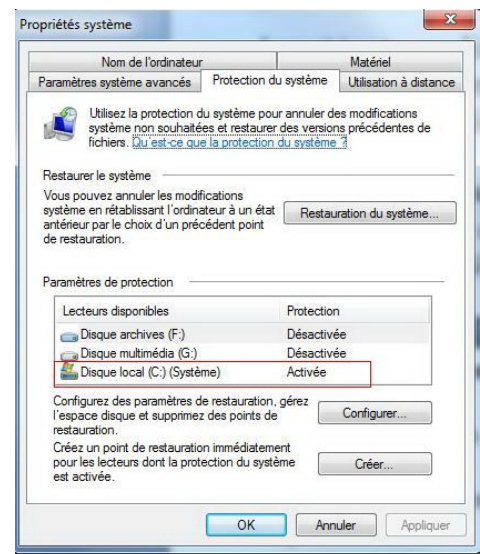 Propriétés système
Nom de l'ordinateur
Matériel
Paramètres système avancés
Protection du système
Utilisation à distance
Utilisez la protection du système pour annuler des modifications
système non souhaitées et restaurer des versions précédentes de
fichiers. Qu'est-ce que la protection du système ?
Restaurer le système
Vous pouvez annuler les modifications
système en rétablissant l'ordinateur à un état
antérieur par le choix d'un précédent point
de restauration.
Restauration du système...
Paramètres de protection
Lecteurs disponibles
Protection
Disque archives (F:)
Désactivée
Disque multimédia (G:)
Désactivée
Disque local (C:) (Système)
Activée
Configurez des paramètres de restauration, gérez
l'espace disque et supprimez des points de
restauration.
Configurer...
Créez un point de restauration immédiatement
pour les lecteurs dont la protection du système
est activée.
Créer...
OK
Annuler
Appliquer